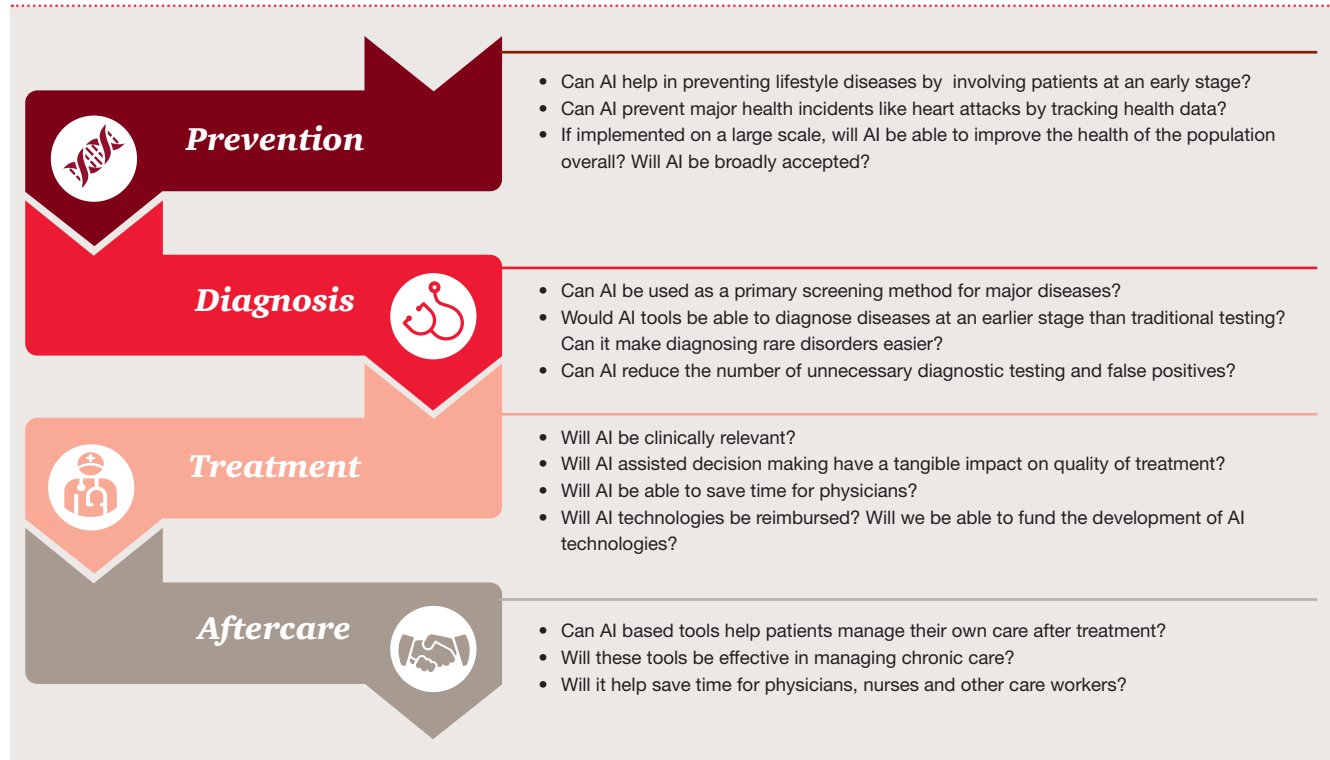 Prevention
• Can AI help in preventing lifestyle diseases by involving patients at an early stage?
• Can AI prevent major health incidents like heart attacks by tracking health data?
• If implemented on a large scale, will AI be able to improve the health of the population
overall? Will AI be broadly accepted?
Diagnosis
• Can AI be used as a primary screening method for major diseases?
• Would AI tools be able to diagnose diseases at an earlier stage than traditional testing?
Can it make diagnosing rare disorders easier?
• Can AI reduce the number of unnecessary diagnostic testing and false positives?
Treatment
• Will AI be clinically relevant?
• Will AI assisted decision making have a tangible impact on quality of treatment?
• Will AI be able to save time for physicians?
• Will AI technologies be reimbursed? Will we be able to fund the development of AI
technologies?
Aftercare
• Can AI based tools help patients manage their own care after treatment?
• Will these tools be effective in managing chronic care?
• Will it help save time for physicians, nurses and other care workers?